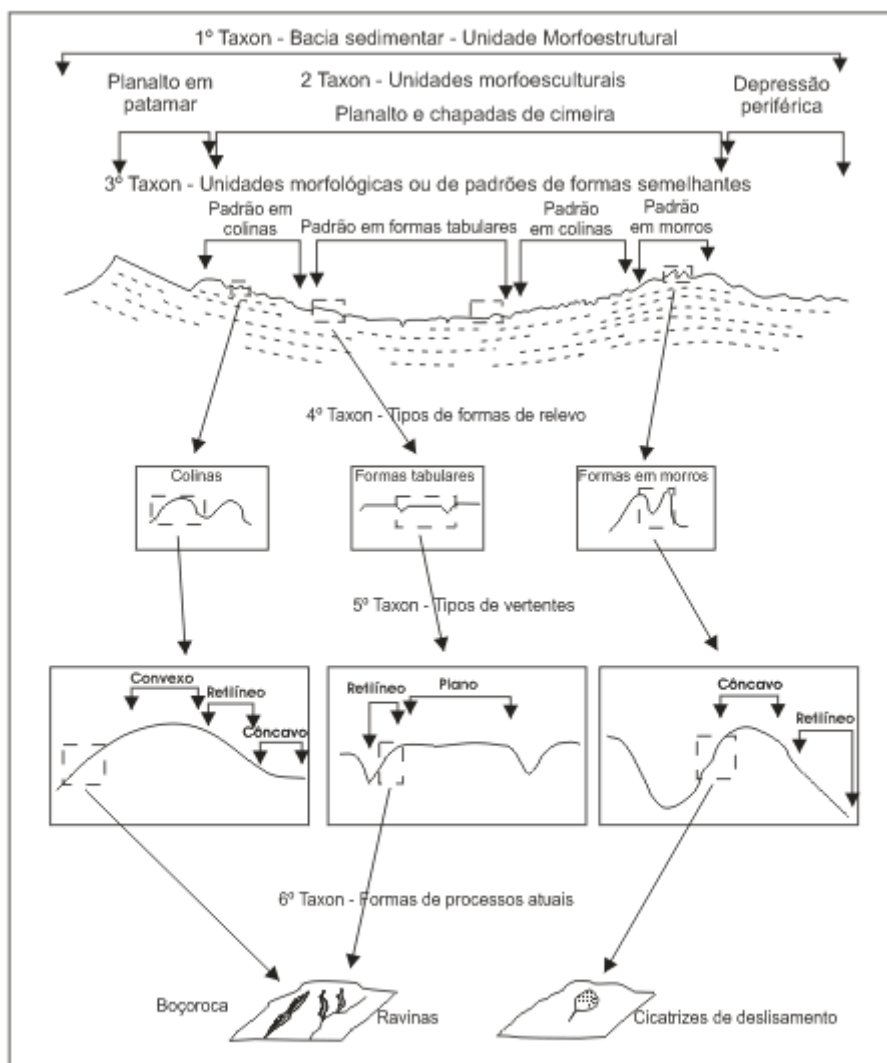 1º Taxon - Bacia sedimentar - Unidade Morfoestrutural
Planalto em
patamar
2 Taxon - Unidades morfoesculturais
Depressão
periférica
Planalto e chapadas de cimeira
3º Taxon - Unidades morfológicas ou de padrões de formas semelhantes
Padrão em
colinas
Padrão em formas tabulares
Padrão
em colinas
Padrão
em morros
4º Taxon - Tipos de formas de relevo
Colinas
Formas tabulares
Formas em morros
5º Taxon - Tipos de vertentes
Convexo
Retilíneo
Côncavo
Retilíneo
Plano
Côncavo
Retilíneo
6º Taxon - Formas de processos atuais
Boçoroca
Ravinas
Cicatrizes de deslisamento